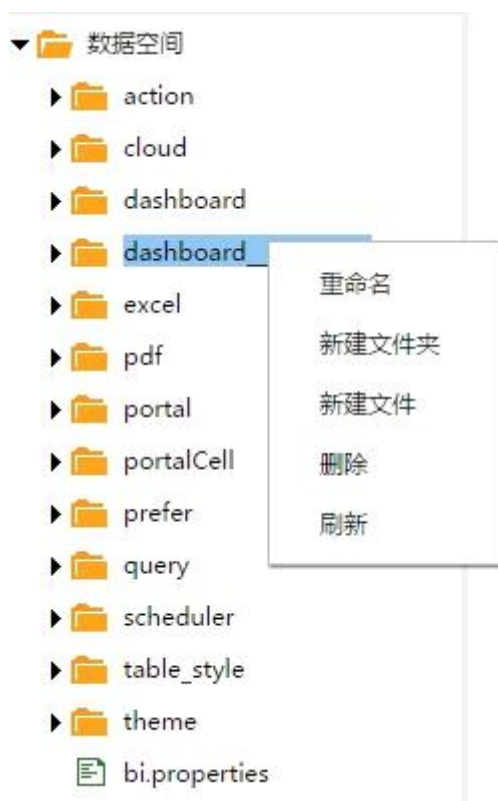 数据空间
action
cloud
dashboard
dashboard_
重命名
excel
新建文件夹
pdf
新建文件
portal
portalCell
删除
prefer
刷新
query
scheduler
table_style
theme
bi.properties